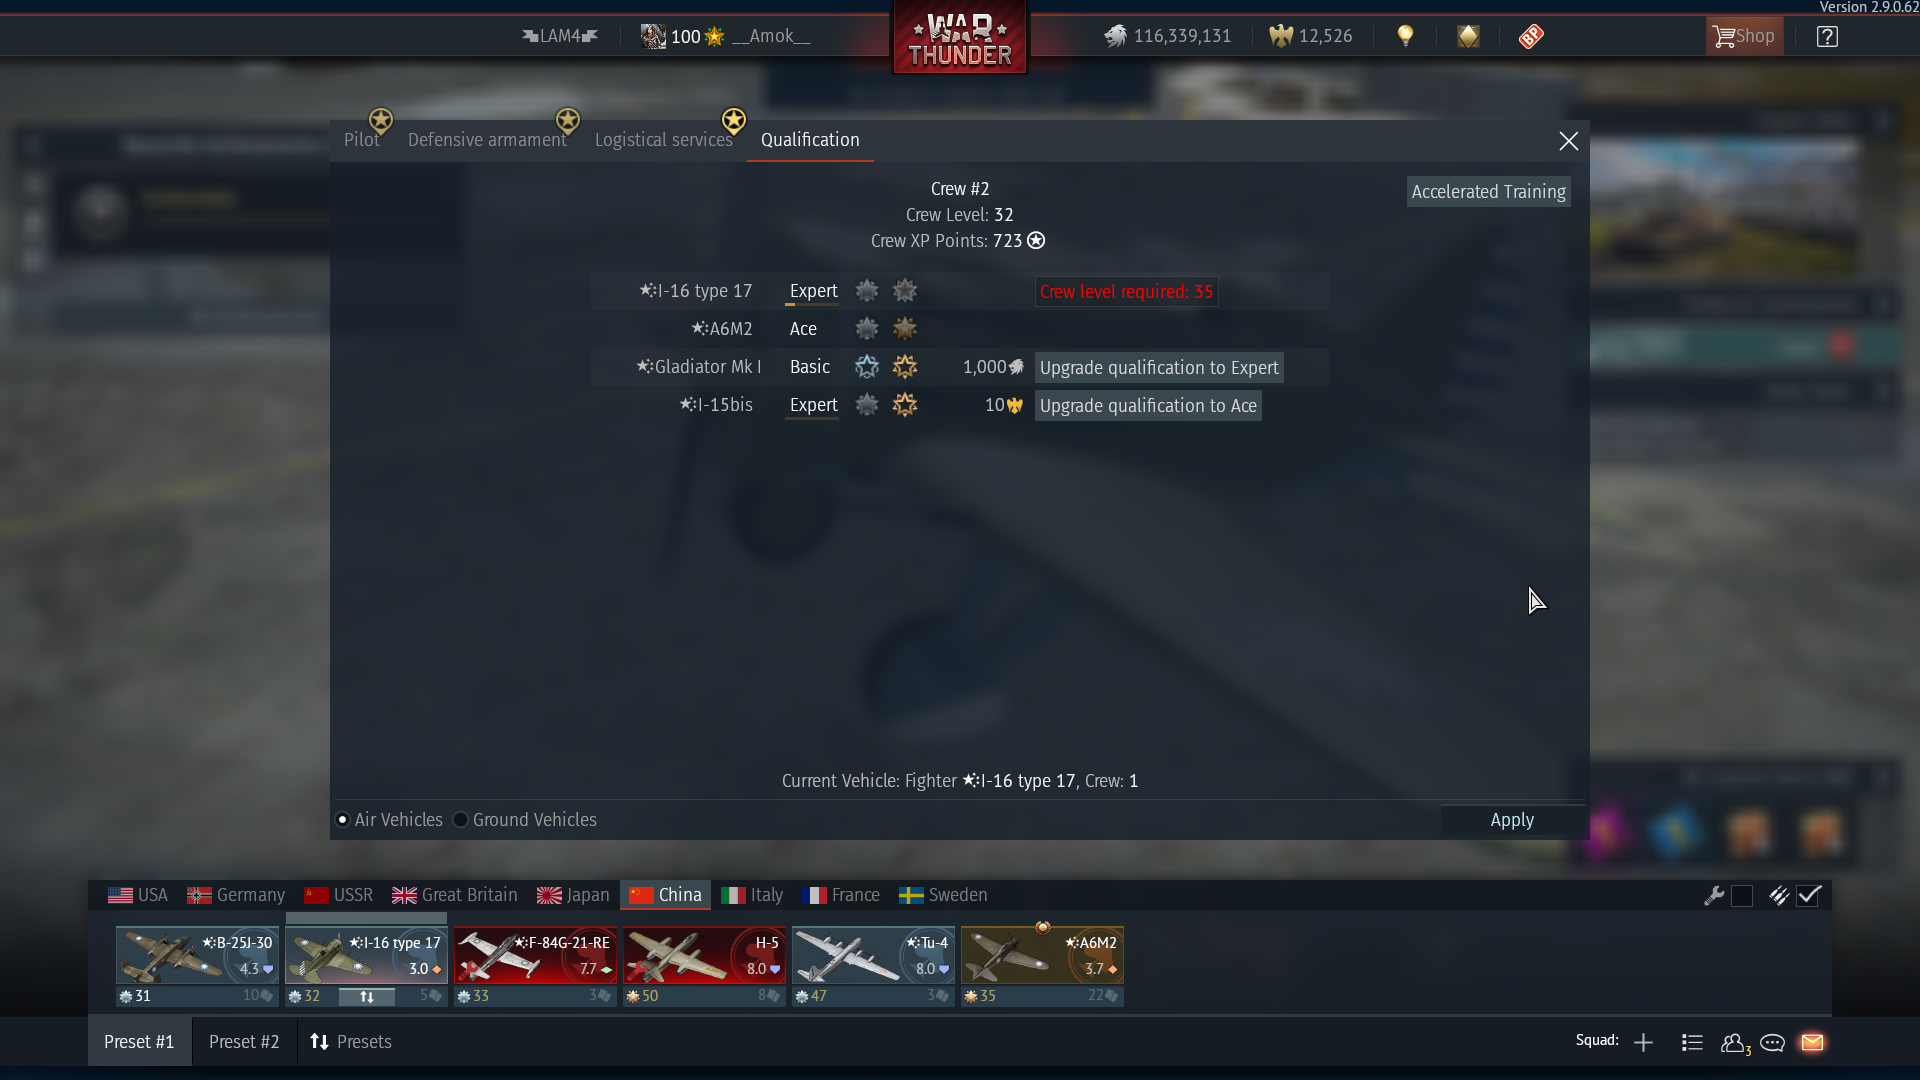 Version 2.9.0.62
LAM4 100 __Amok__ WAR THUNDER 116,339,131 12,526 BP Shop ?
Pilot Defensive armament Logistical services Qualification
Crew #2
Accelerated Training
Crew Level: 32
Crew XP Points: 723
I-16 type 17 Expert Crew level required: 35
A6M2 Ace
Gladiator Mk I Basic 1,000 Upgrade qualification to Expert
I-15bis Expert 10 Upgrade qualification to Ace
Current Vehicle: Fighter I-16 type 17, Crew: 1
Air Vehicles Ground Vehicles Apply
USA Germany USSR Great Britain Japan China Italy France Sweden
B-25J-30 I-16 type 17 F-84G-21-RE H-5 Tu-4 A6M2
4.3 3.0 7.7 8.0 8.0 3.7
31 10 32 5 33 3 50 8 47 3 35 22
Preset #1 Preset #2 Presets Squad: 3